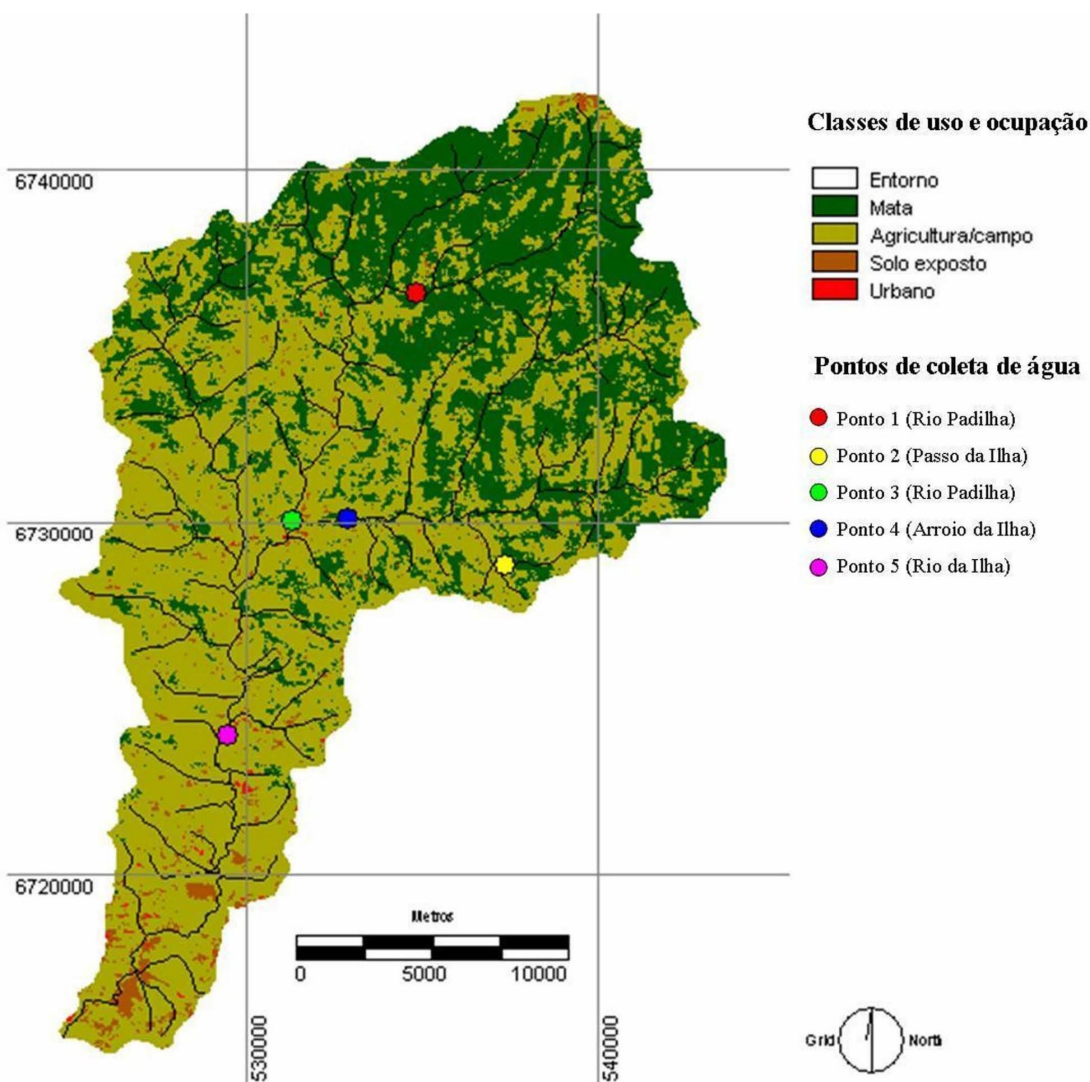 Classes de uso e ocupação
Entorno
Mata
Agricultura/campo
Solo exposto
Urbano
Pontos de coleta de água
Ponto 1 (Rio Padilha)
Ponto 2 (Passo da Ilha)
Ponto 3 (Rio Padilha)
Ponto 4 (Arroio da Ilha)
Ponto 5 (Rio da Ilha)
6740000
6730000
6720000
Metros
0 5000 10000
530000
540000
Grid North